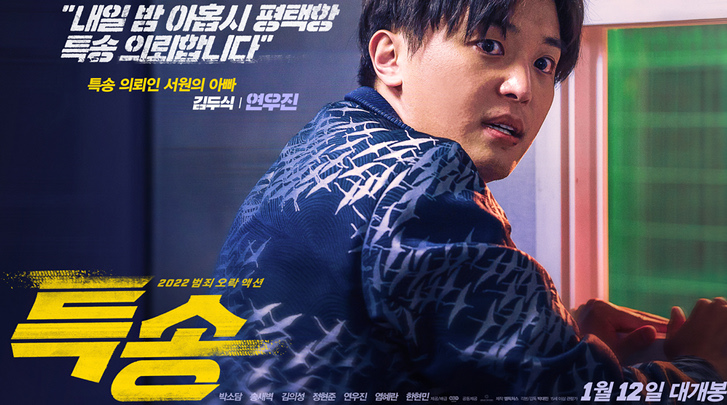 "내일 밤 아홉시 평택항
특송 의뢰합니다"
특송 의뢰인 서원의 아빠
김두식 | 연우진
2022 범죄 오락 액션
특송
박소담 송새벽 김의성 정현준 연우진 염혜란 한현민
1월 12일 대개봉